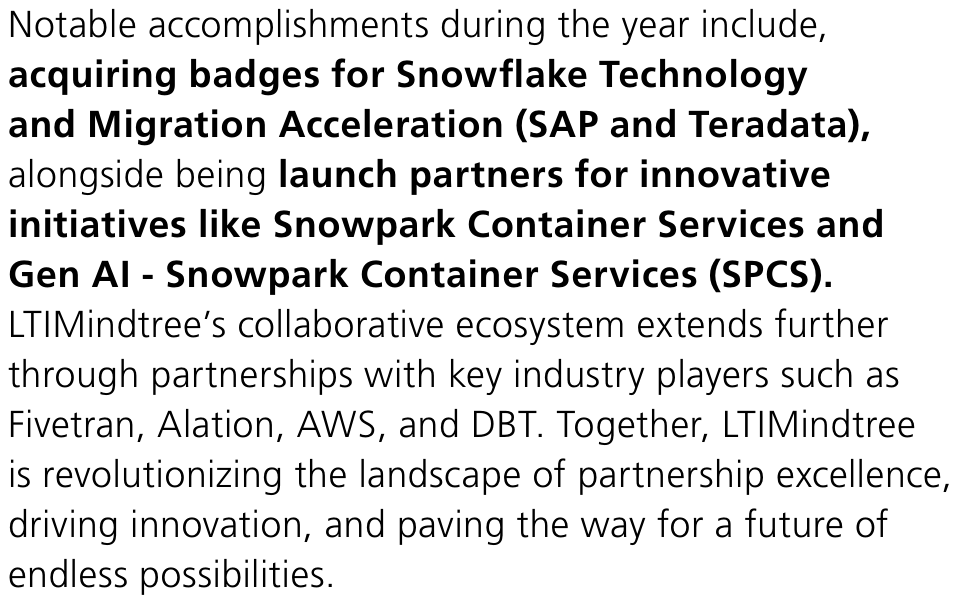 Notable accomplishments during the year include,
acquiring badges for Snowflake Technology
and Migration Acceleration (SAP and Teradata),
alongside being launch partners for innovative
initiatives like Snowpark Container Services and
Gen AI - Snowpark Container Services (SPCS).
LTIMindtree’s collaborative ecosystem extends further
through partnerships with key industry players such as
Fivetran, Alation, AWS, and DBT. Together, LTIMindtree
is revolutionizing the landscape of partnership excellence,
driving innovation, and paving the way for a future of
endless possibilities.